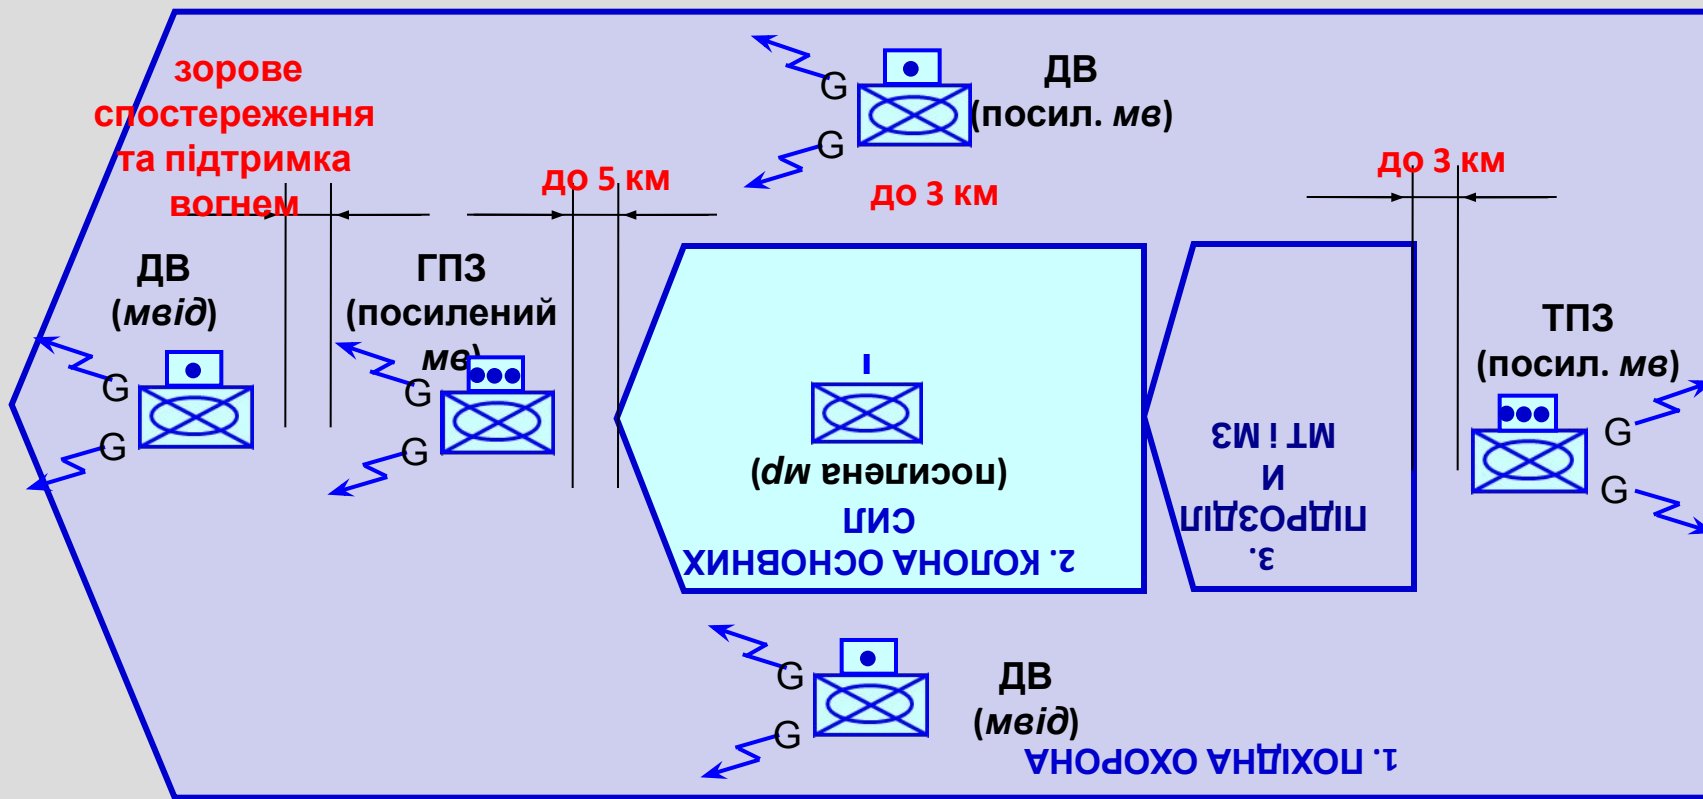 зорове
спостереження
та підтримка
вогнем
G
G
ДВ
(посил. мв)
до 5 км
до 3 км
до 3 км
ДВ
(мвід)
G
G
ГПЗ
(посилений
мв)
G
G
ТПЗ
(посил. мв)
G
G
І
(посилена мр)
2. КОЛОНА ОСНОВНИХ
СИЛ
3.
ПІДРОЗДІЛ
И
МТ і МЗ
G
G
ДВ
(мвід)
1. ПОХІДНА ОХОРОНА